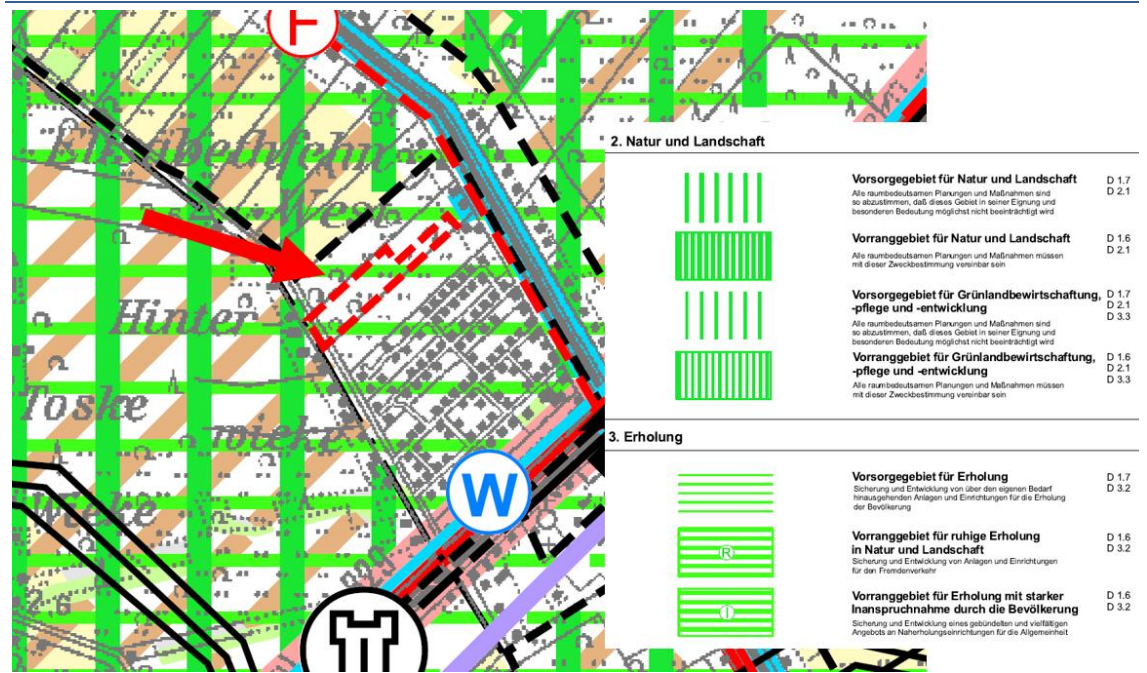 F
Elisabethfehn
West
Hinter-
Toske
wieke
Wieke
W
2. Natur und Landschaft
Vorsorgegebiet für Natur und Landschaft D 1.7
Alle raumbedeutsamen Planungen und Maßnahmen sind D 2.1
so abzustimmen, daß dieses Gebiet in seiner Eignung und
besonderen Bedeutung möglichst nicht beeinträchtigt wird
Vorranggebiet für Natur und Landschaft D 1.6
D 2.1
Alle raumbedeutsamen Planungen und Maßnahmen müssen
mit dieser Zweckbestimmung vereinbar sein
Vorsorgegebiet für Grünlandbewirtschaftung, D 1.7
-pflege und -entwicklung D 2.1
D 3.3
Alle raumbedeutsamen Planungen und Maßnahmen sind
so abzustimmen, daß dieses Gebiet in seiner Eignung und
besonderen Bedeutung möglichst nicht beeinträchtigt wird
Vorranggebiet für Grünlandbewirtschaftung, D 1.6
-pflege und -entwicklung D 2.1
D 3.3
Alle raumbedeutsamen Planungen und Maßnahmen müssen
mit dieser Zweckbestimmung vereinbar sein
3. Erholung
Vorsorgegebiet für Erholung D 1.7
Sicherung und Entwicklung von über den eigenen Bedarf D 3.2
hinausgehenden Anlagen und Einrichtungen für die Erholung
der Bevölkerung
Vorranggebiet für ruhige Erholung D 1.6
in Natur und Landschaft D 3.2
R
Sicherung und Entwicklung von Anlagen und Einrichtungen
für den Fremdenverkehr
Vorranggebiet für Erholung mit starker D 1.6
Inanspruchnahme durch die Bevölkerung D 3.2
I
Sicherung und Entwicklung eines gebündelten und vielfältigen
Angebots an Naherholungseinrichtungen für die Allgemeinheit